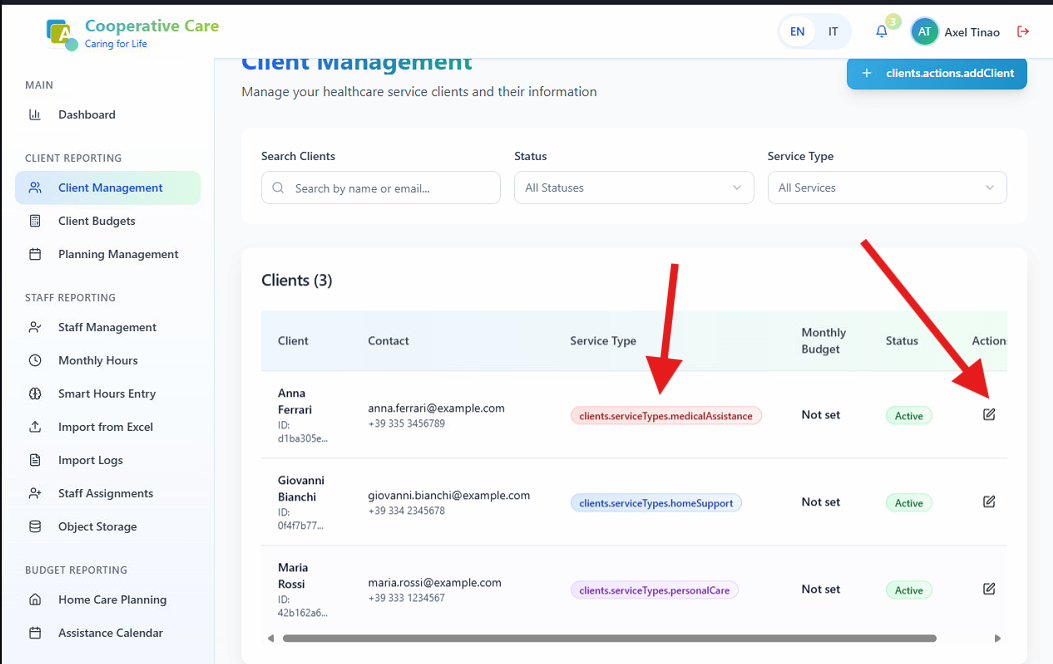 Cooperative Care
Caring for Life
EN IT
3
AT Axel Tinao
MAIN
Dashboard
CLIENT REPORTING
Client Management
Client Budgets
Planning Management
STAFF REPORTING
Staff Management
Monthly Hours
Smart Hours Entry
Import from Excel
Import Logs
Staff Assignments
Object Storage
BUDGET REPORTING
Home Care Planning
Assistance Calendar
Client Management
Manage your healthcare service clients and their information
+ clients.actions.addClient
Search Clients
Search by name or email...
Status
All Statuses
Service Type
All Services
Clients (3)
Client Contact Service Type Monthly Budget Status Action
Anna Ferrari
ID: d1ba305e...
anna.ferrari@example.com
+39 335 3456789
clients.serviceTypes.medicalAssistance
Not set
Active
Giovanni Bianchi
ID: 0f4f7b77...
giovanni.bianchi@example.com
+39 334 2345678
clients.serviceTypes.homeSupport
Not set
Active
Maria Rossi
ID: 42b162a6...
maria.rossi@example.com
+39 333 1234567
clients.serviceTypes.personalCare
Not set
Active